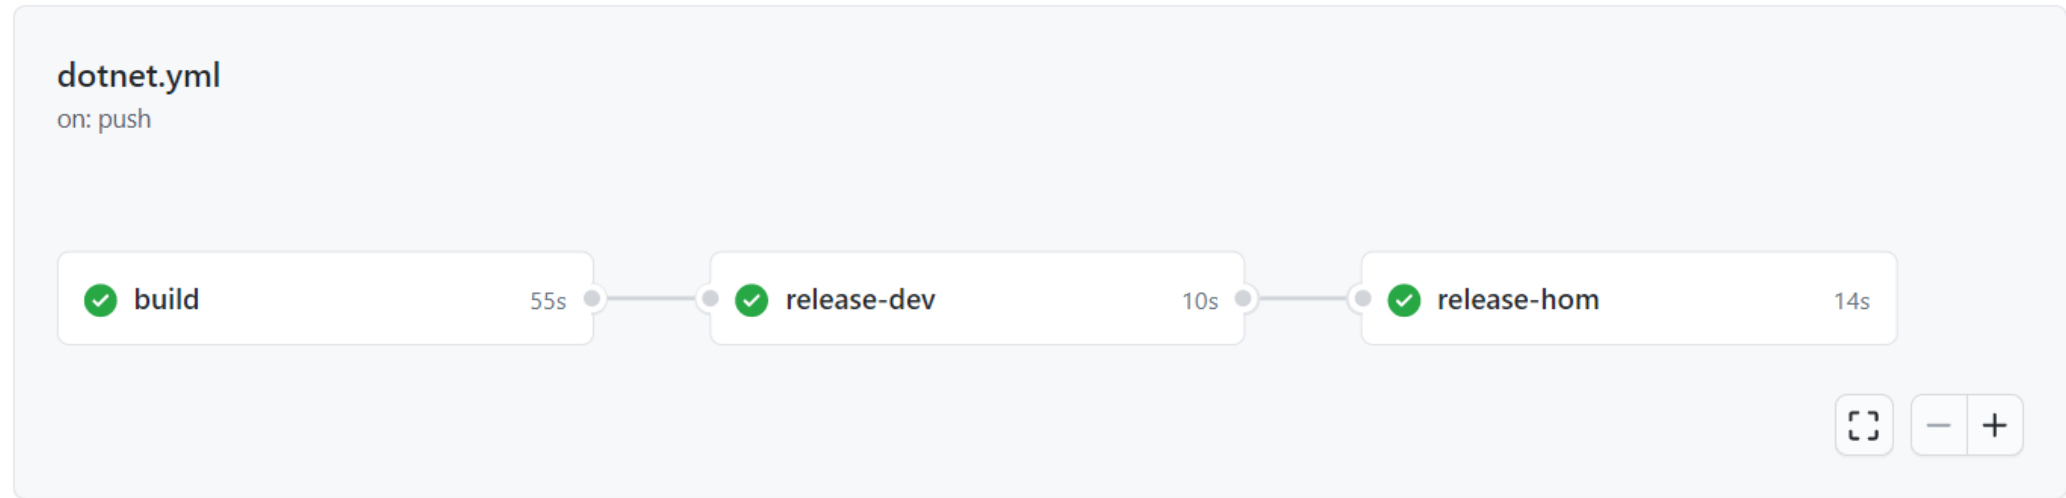 dotnet.yml
on: push
build 55s
release-dev 10s
release-hom 14s